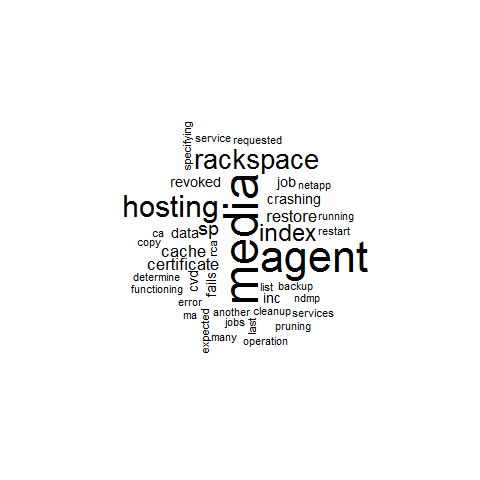 specifying
service
requested
rackspace
revoked
media
job
netapp
crashing
hosting
sp
restore
running
ca
data
rca
index
restart
copy
cache
agent
certificate
determine
cvd
fails
list
backup
functioning
inc
ndmp
error
ma
another
cleanup
services
expected
jobs
last
pruning
many
operation